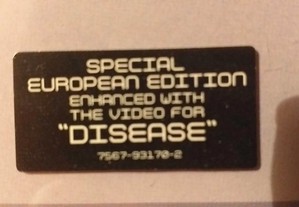 SPECIAL
EUROPEAN EDITION
ENHANCED WITH
THE VIDEO FOR
"DISEASE"
7567-93170-2